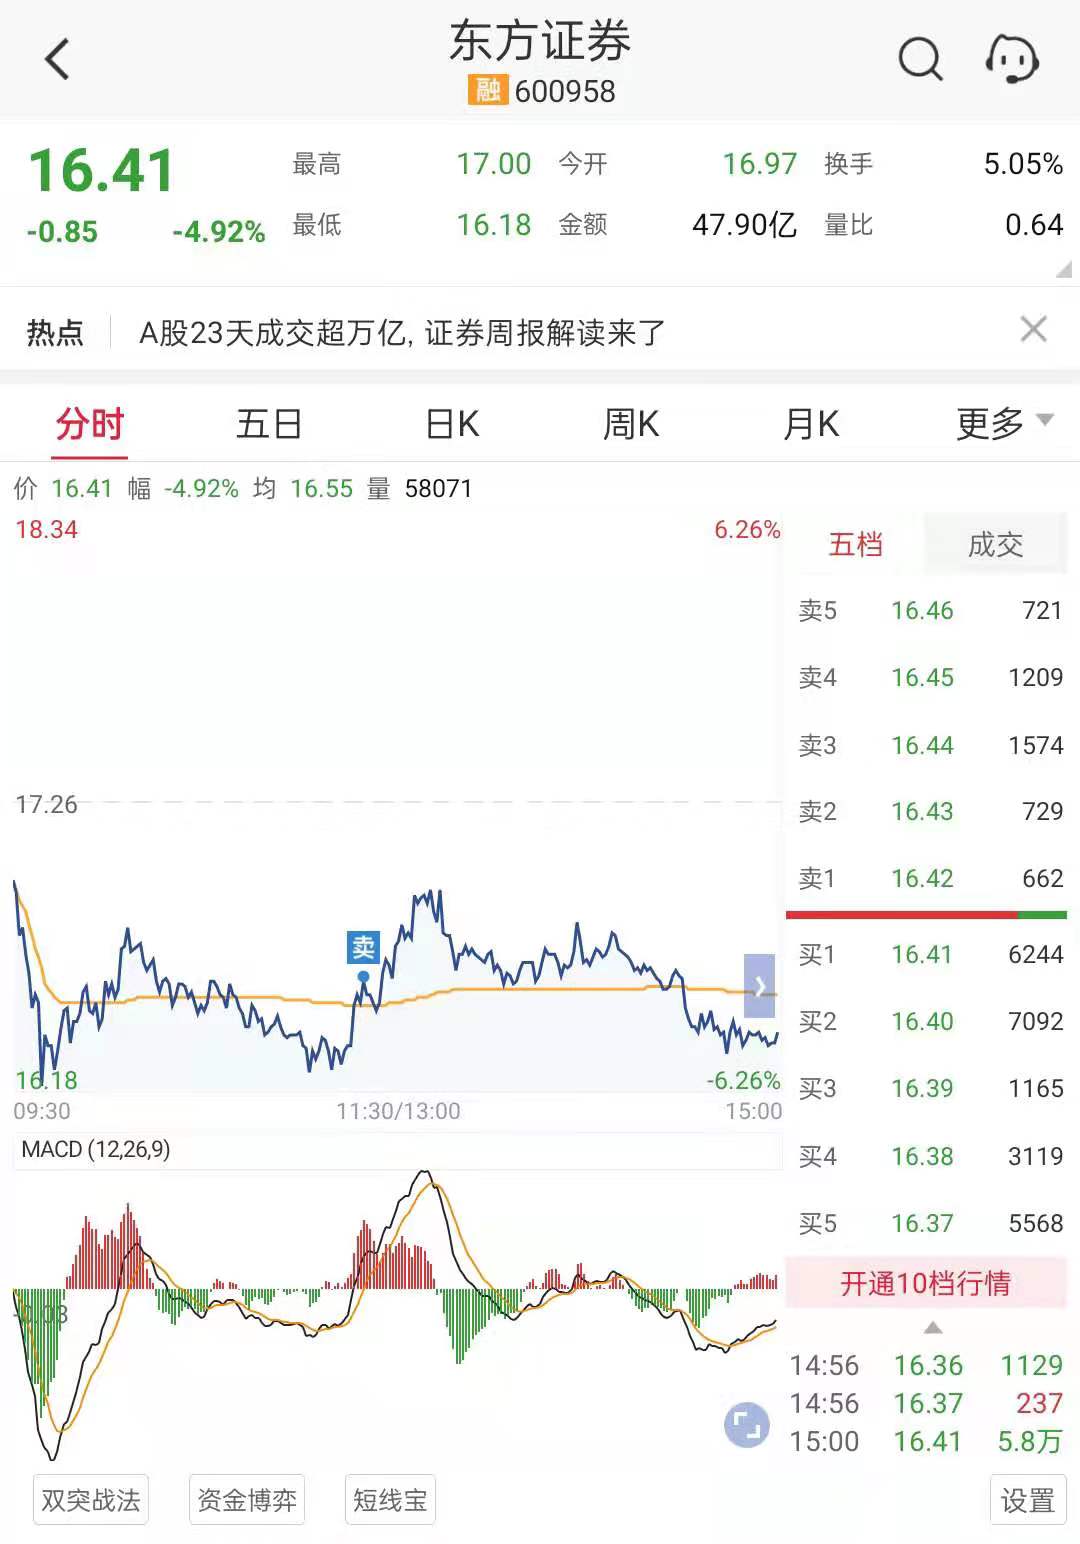 东方证券
融 600958
16.41 最高 17.00 今开 16.97 换手 5.05%
-0.85 -4.92% 最低 16.18 金额 47.90亿 量比 0.64
热点 A股23天成交超万亿, 证券周报解读来了
分时 五日 日K 周K 月K 更多
价 16.41 幅 -4.92% 均 16.55 量 58071
18.34 6.26%
17.26
卖
16.18 -6.26%
09:30 11:30/13:00 15:00
MACD (12,26,9)
-0.08
五档 成交
卖5 16.46 721
卖4 16.45 1209
卖3 16.44 1574
卖2 16.43 729
卖1 16.42 662
买1 16.41 6244
买2 16.40 7092
买3 16.39 1165
买4 16.38 3119
买5 16.37 5568
开通10档行情
14:56 16.36 1129
14:56 16.37 237
15:00 16.41 5.8万
双突战法 资金博弈 短线宝 设置